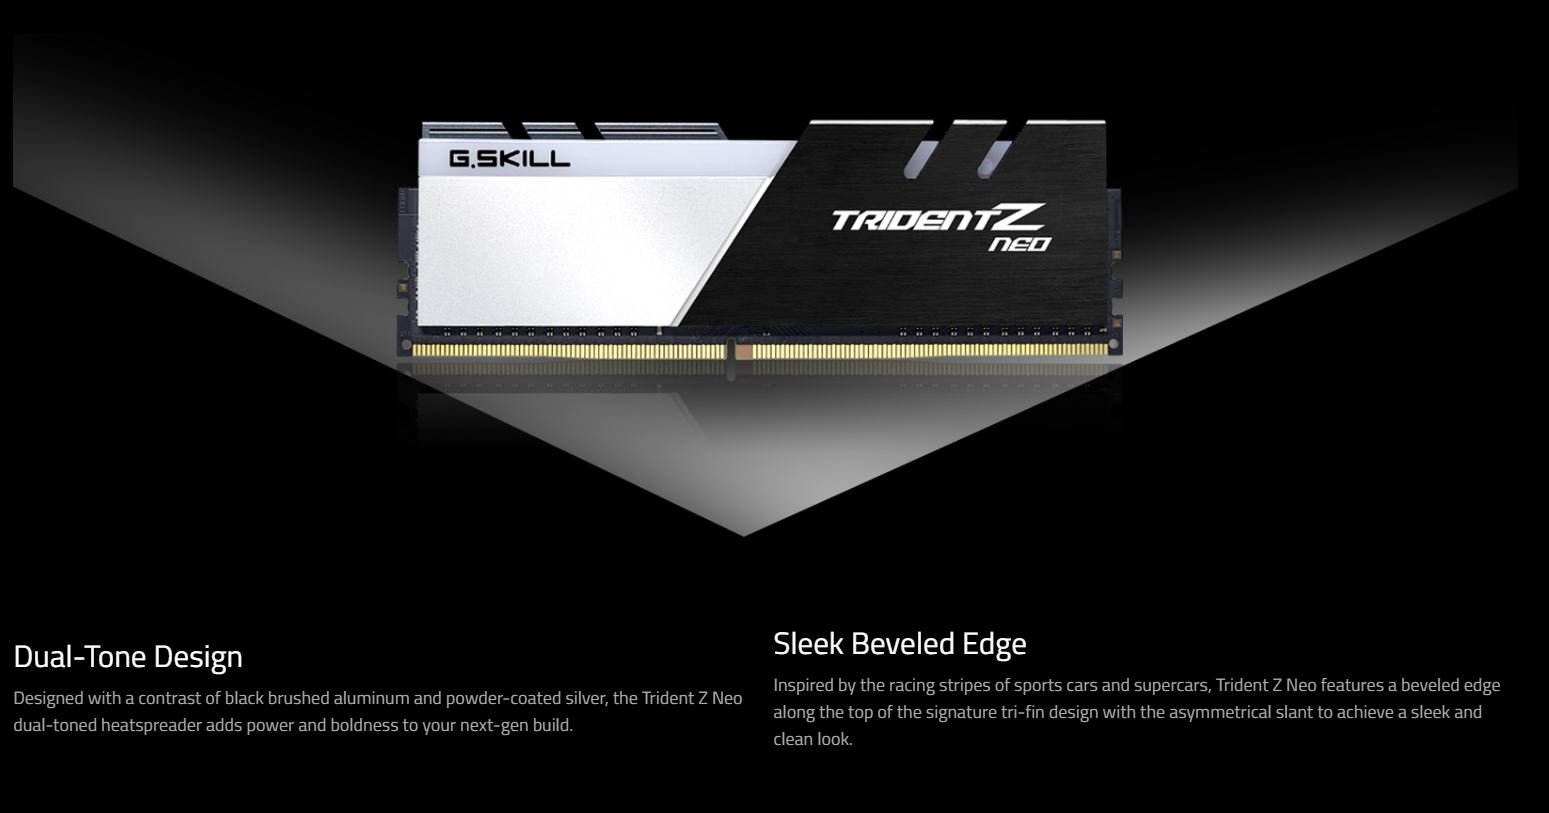 G.SKILL
TRIDENTZ
NEO
Dual-Tone Design
Designed with a contrast of black brushed aluminum and powder-coated silver, the Trident Z Neo
dual-toned heatspreader adds power and boldness to your next-gen build.
Sleek Beveled Edge
Inspired by the racing stripes of sports cars and supercars, Trident Z Neo features a beveled edge
along the top of the signature tri-fin design with the asymmetrical slant to achieve a sleek and
clean look.